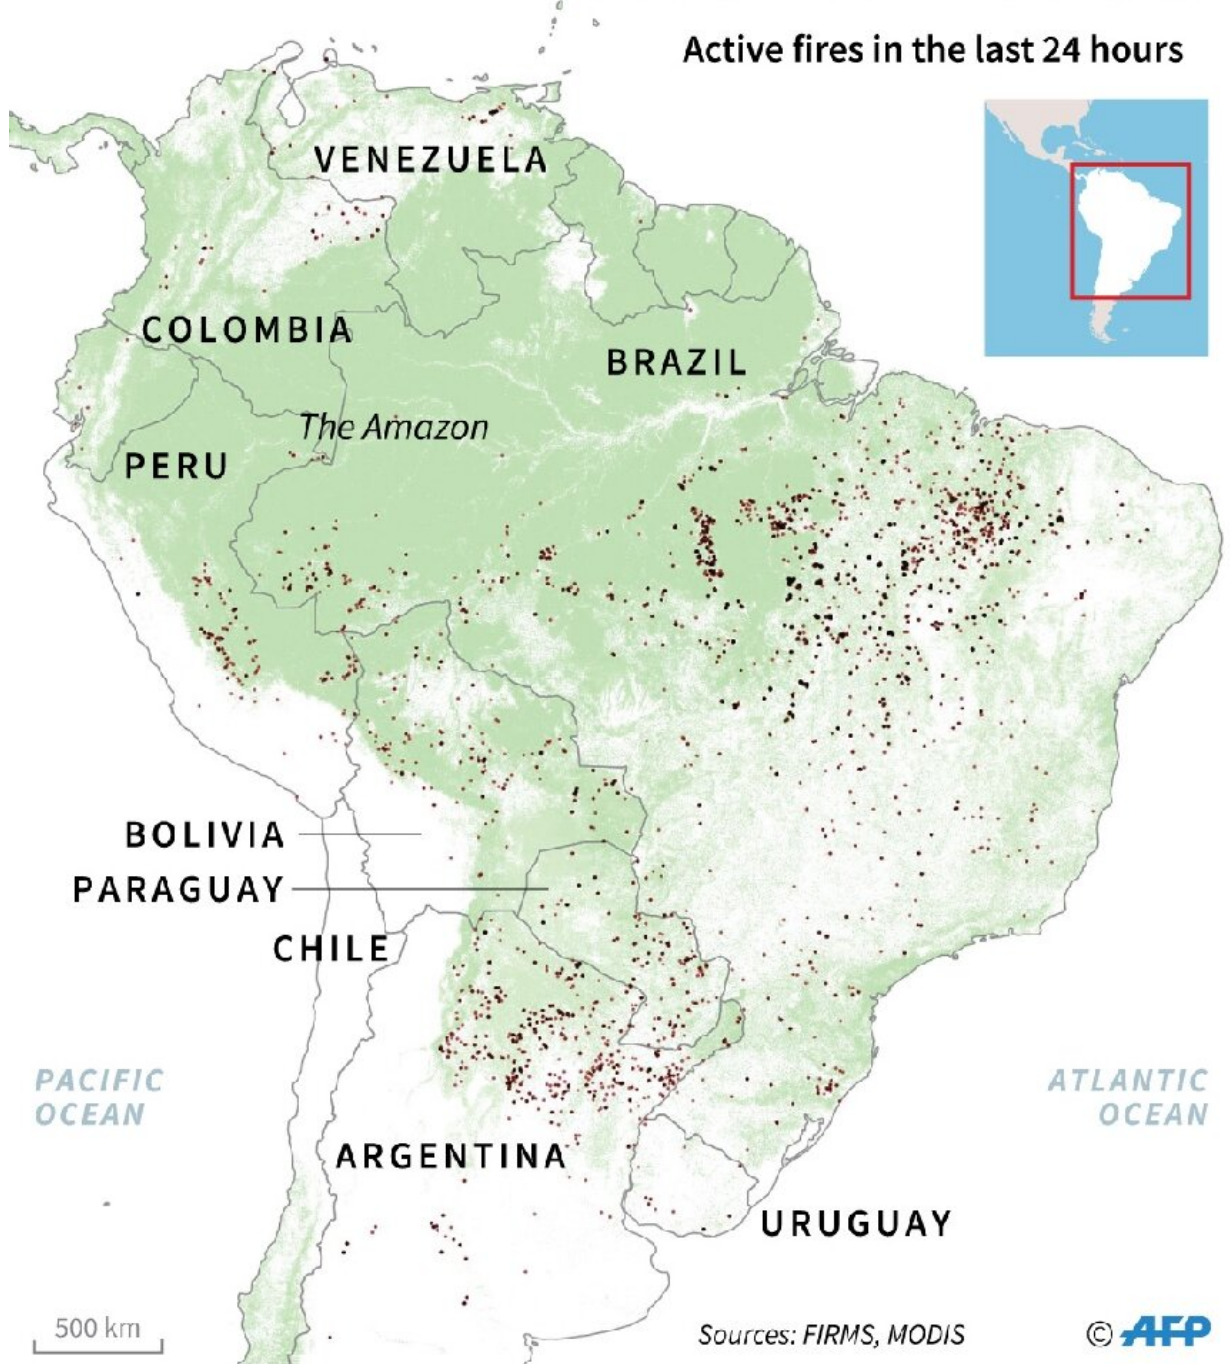 Active fires in the last 24 hours
VENEZUELA
COLOMBIA
BRAZIL
The Amazon
PERU
BOLIVIA
PARAGUAY
CHILE
PACIFIC
OCEAN
ATLANTIC
OCEAN
ARGENTINA
URUGUAY
500 km
Sources: FIRMS, MODIS
© AFP